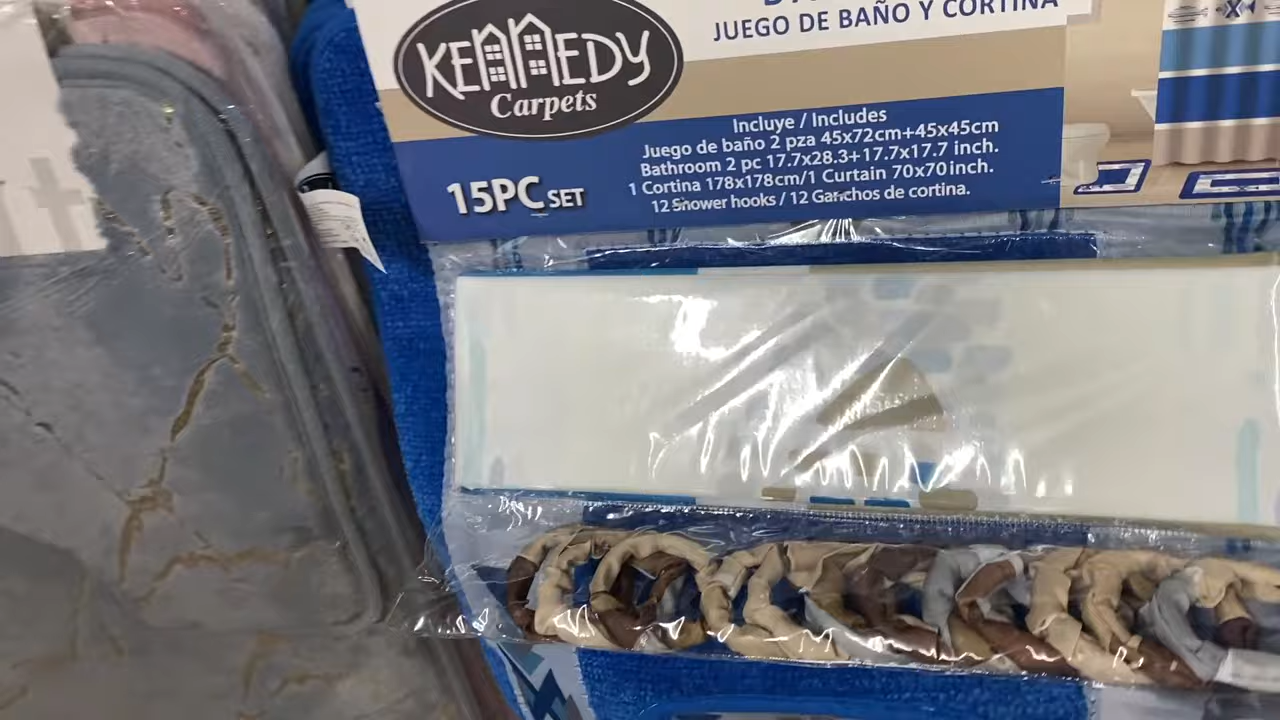 JUEGO DE BAÑO Y CORTINA
KENNEDY
Carpets
Incluye / Includes
Juego de baño 2 pza 45x72cm+45x45cm
Bathroom 2 pc 17.7x28.3+17.7x17.7 inch.
1 Cortina 178x178cm/1 Curtain 70x70inch.
12 Shower hooks / 12 Ganchos de cortina.
15PC SET